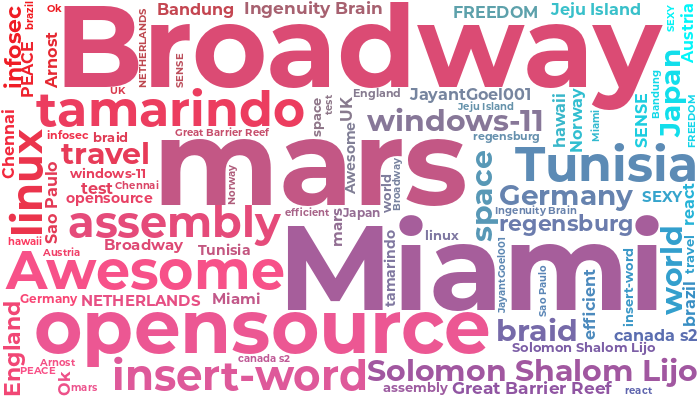 infosec
PEACE
brazil
Ok
Arnost
Broadway
NETHERLANDS
Bandung
SENSE
Ingenuity Brain
FREEDOM
Jeju Island
SEXY
Austria
UK
England
JayantGoel001
Jeju Island
tamarindo
space
test
UK
windows-11
hawaii
Norway
Miami
SENSE
Bandung
Japan
FREEDOM
Chennai
linux
infosec
braid
Great Barrier Reef
regensburg
travel
mars
Awesome
Tunisia
windows-11
test
Chennai
Norway
world
Broadway
space
Germany
SEXY
react
opensource
Sao Paulo
assembly
efficient
mars
Japan
Ingenuity Brain
regensburg
hawaii
Austria
Broadway
Tunisia
Miami
tamarindo
linux
JayantGoel001
Sao Paulo
efficient
insert-word
world
travel
brazil
Awesome
Germany
NETHERLANDS
Miami
England
opensource
braid
canada s2
Solomon Shalom Lijo
Arnost
PEACE
Ok
mars
canada s2
insert-word
Solomon Shalom Lijo
assembly
Great Barrier Reef
react